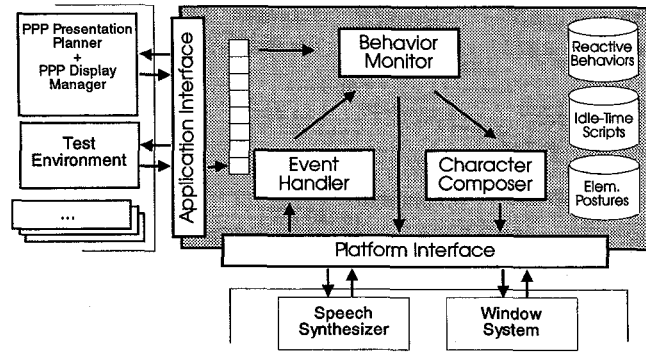 PPP Presentation
Planner
+
PPP Display
Manager
Test
Environment
...
Application Interface
Behavior
Monitor
Event
Handler
Character
Composer
Reactive
Behaviors
Idle-Time
Scripts
Elem.
Postures
Platform Interface
Speech
Synthesizer
Window
System